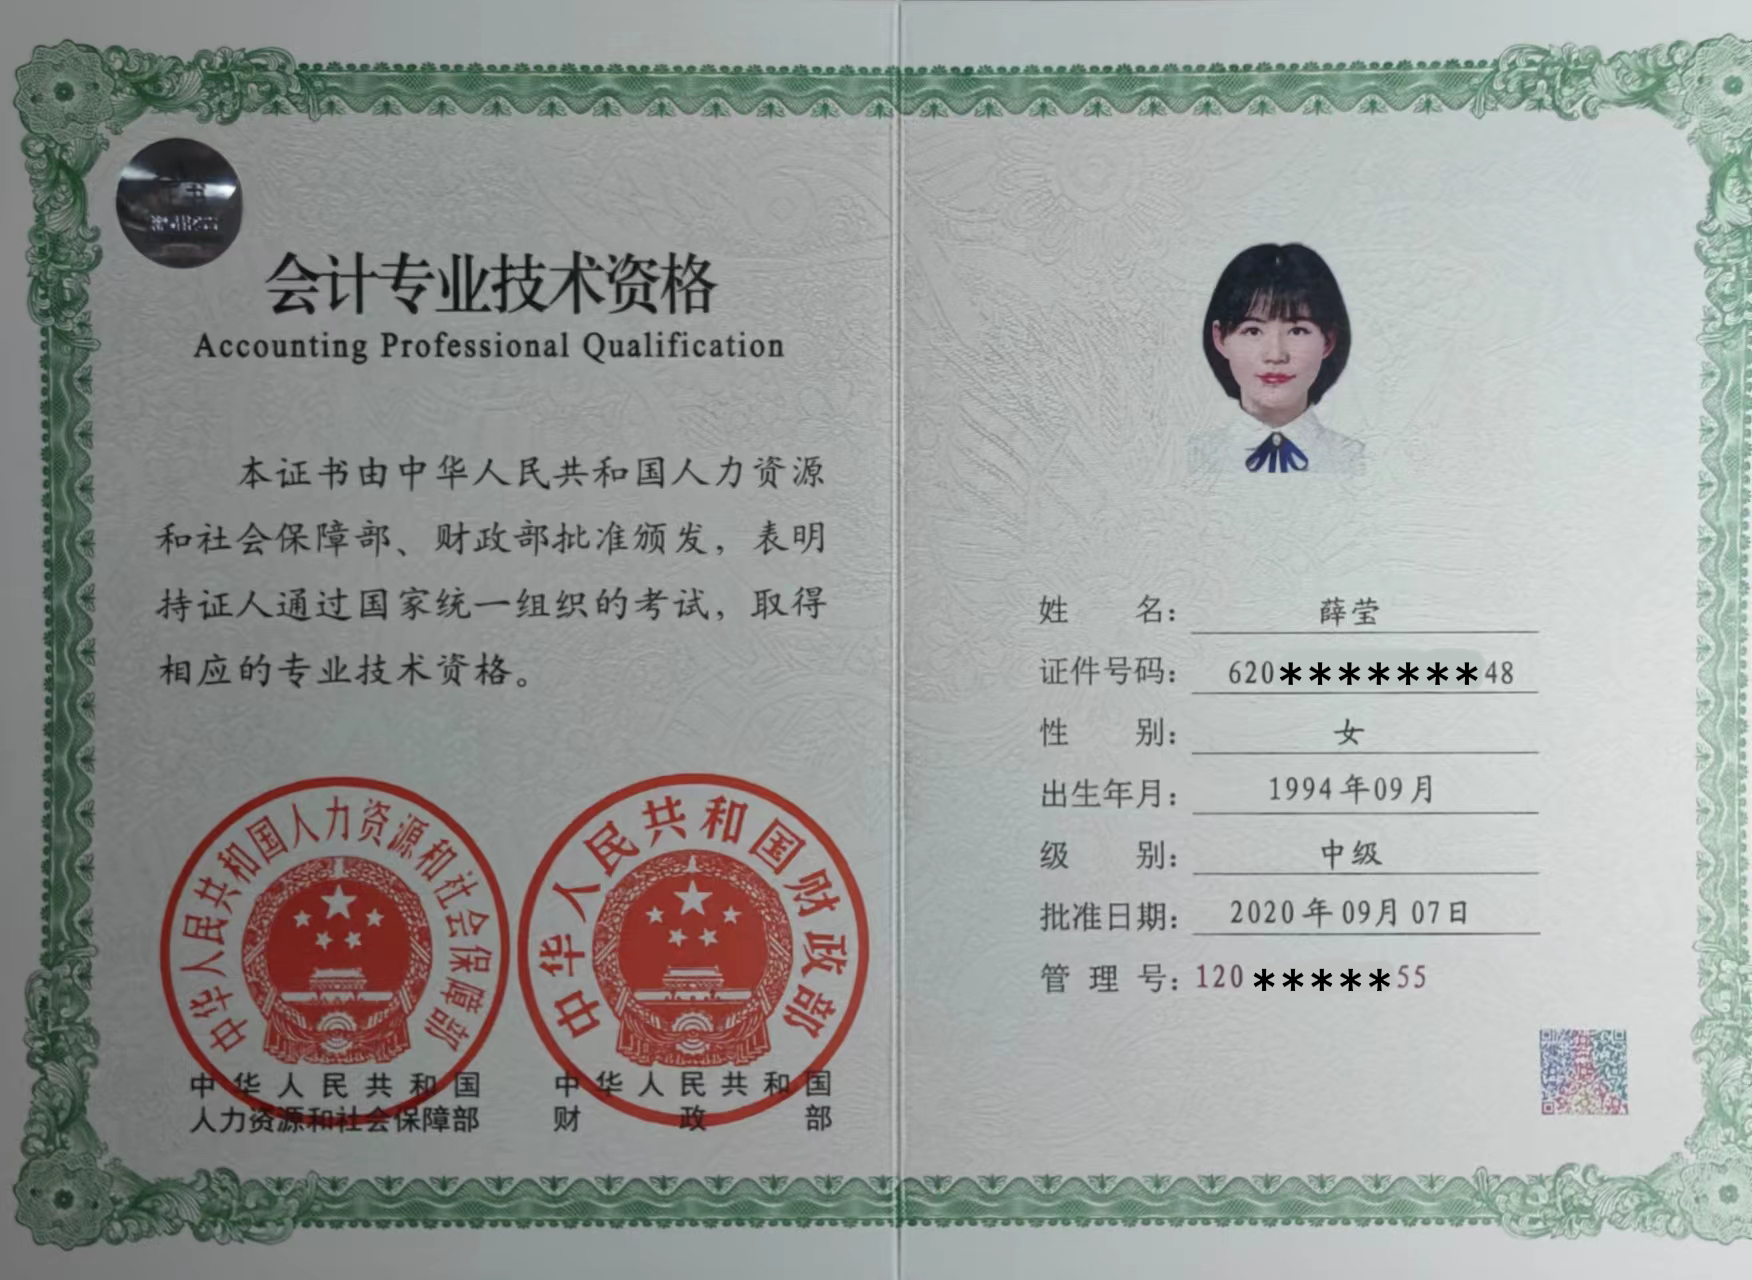 会计专业技术资格
Accounting Professional Qualification
本证书由中华人民共和国人力资源
和社会保障部、财政部批准颁发，表明
持证人通过国家统一组织的考试，取得
相应的专业技术资格。
中华人民共和国人力资源和社会保障部
中华人民共和国财政部
中华人民共和国
人力资源和社会保障部
中华人民共和国
财政部
姓名：薛莹
证件号码：620*******48
性别：女
出生年月：1994年09月
级别：中级
批准日期：2020年09月07日
管理号：120*****55